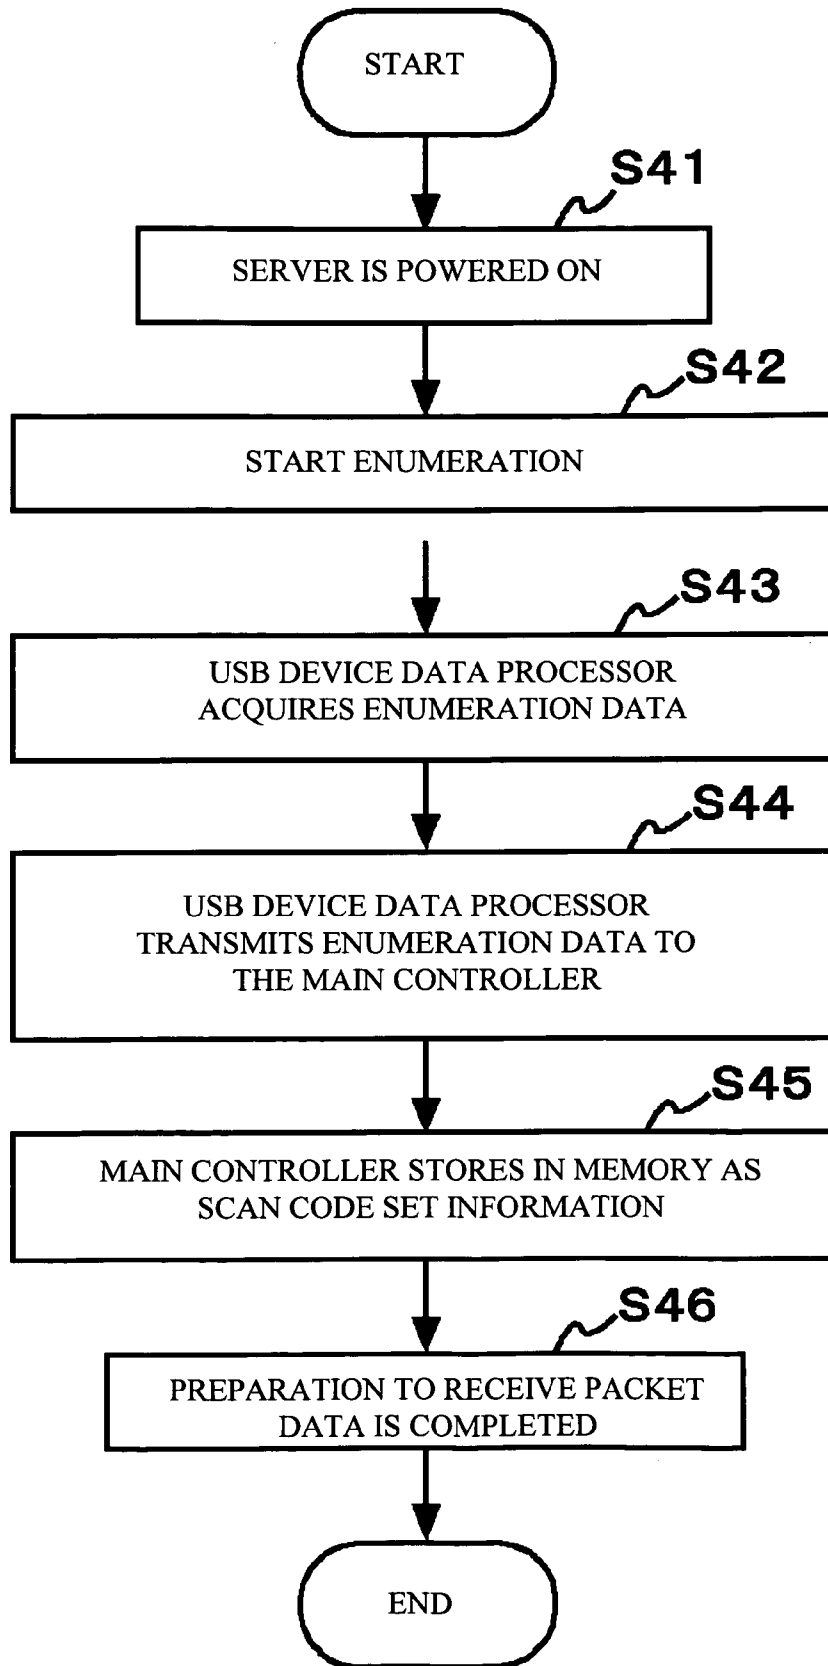 START
S41
SERVER IS POWERED ON
S42
START ENUMERATION
S43
USB DEVICE DATA PROCESSOR
ACQUIRES ENUMERATION DATA
S44
USB DEVICE DATA PROCESSOR
TRANSMITS ENUMERATION DATA TO
THE MAIN CONTROLLER
S45
MAIN CONTROLLER STORES IN MEMORY AS
SCAN CODE SET INFORMATION
S46
PREPARATION TO RECEIVE PACKET
DATA IS COMPLETED
END